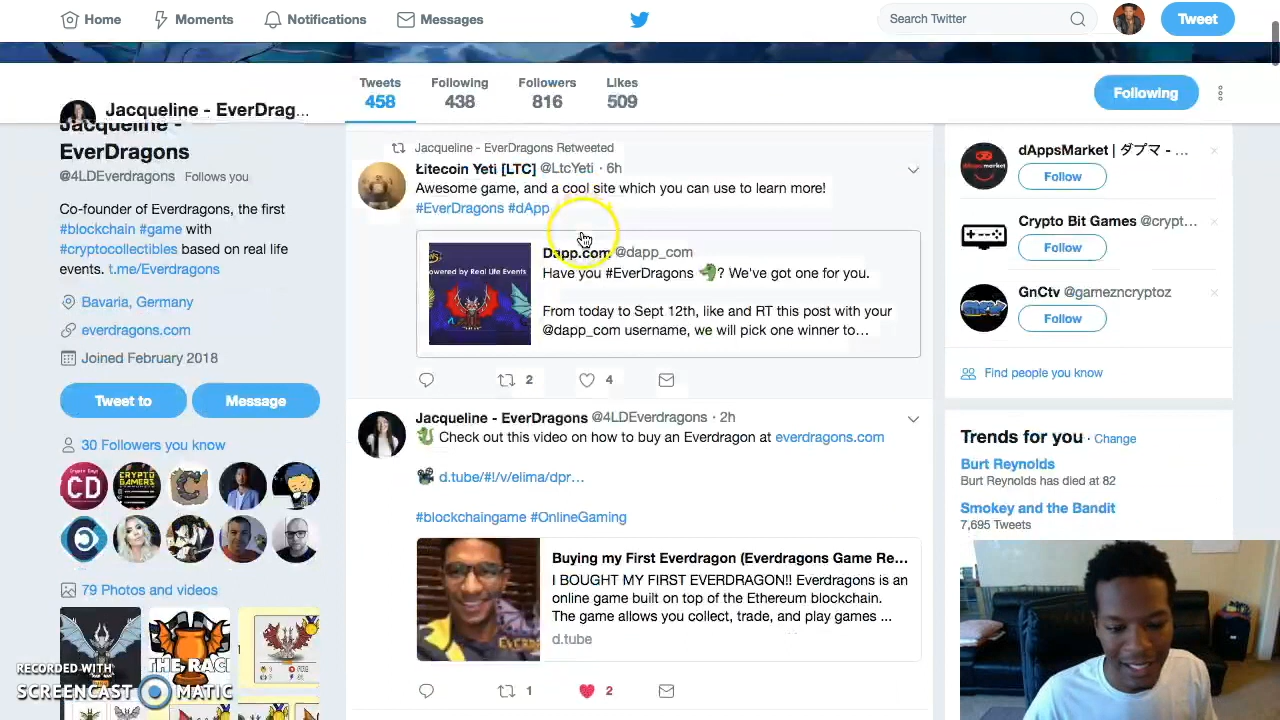 Home
Moments
Notifications
Messages
Search Twitter
Tweet
Jacqueline - EverDrag...
Tweets
458
Following
438
Followers
816
Likes
509
Following
Jacqueline -
EverDragons
@4LDEverdragons Follows you
Co-founder of Everdragons, the first
#blockchain #game with
#cryptocollectibles based on real life
events. t.me/Everdragons
Bavaria, Germany
everdragons.com
Joined February 2018
Tweet to
Message
30 Followers you know
79 Photos and videos
THE RACE
RECORDED WITH
SCREENCAST MATIC
Jacqueline - EverDragons Retweeted
Łitecoin Yeti [LTC] @LtcYeti · 6h
Awesome game, and a cool site which you can use to learn more!
#EverDragons #dApp
Powered by Real Life Events
Dapp.com @dapp_com
Have you #EverDragons ? We've got one for you.
From today to Sept 12th, like and RT this post with your
@dapp_com username, we will pick one winner to...
2
4
Jacqueline - EverDragons @4LDEverdragons · 2h
Check out this video on how to buy an Everdragon at everdragons.com
d.tube/#!/v/elima/dpr...
#blockchaingame #OnlineGaming
Buying my First Everdragon (Everdragons Game Re...
I BOUGHT MY FIRST EVERDRAGON!! Everdragons is an
online game built on top of the Ethereum blockchain.
The game allows you collect, trade, and play games ...
d.tube
1
2
dAppsMarket | ダプマ - ...
Follow
Crypto Bit Games @crypt...
Follow
GnCtv @gamezncryptoz
Follow
Find people you know
Trends for you · Change
Burt Reynolds
Burt Reynolds has died at 82
Smokey and the Bandit
7,695 Tweets